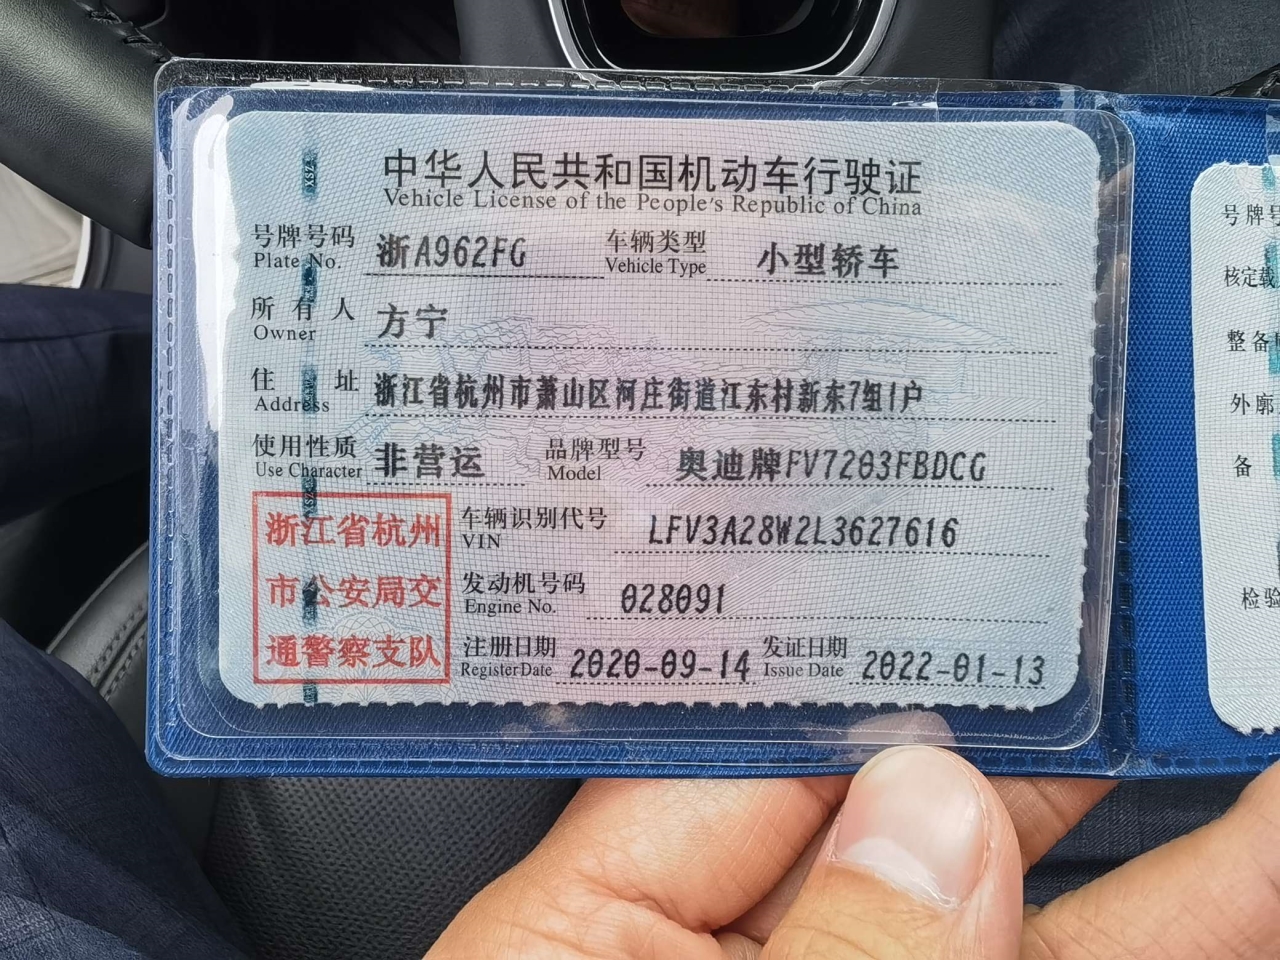 中华人民共和国机动车行驶证
Vehicle License of the People's Republic of China
号牌号码 浙A962FG 车辆类型 小型轿车
Plate No. Vehicle Type
所有人 方宁
Owner
住址 浙江省杭州市萧山区河庄街道江东村新东7组1户
Address
使用性质 非营运 品牌型号 奥迪牌FV7203FBDCG
Use Character Model
浙江省杭州
市公安局交
通警察支队
车辆识别代号 LFV3A28W2L3627616
VIN
发动机号码 028091
Engine No.
注册日期 2020-09-14 发证日期 2022-01-13
Register Date Issue Date
号牌号
核定载
整备
外廓
备
检验